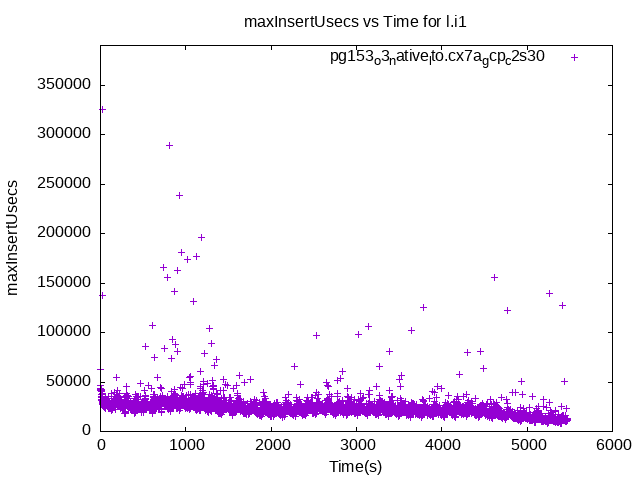 maxInsertUsecs vs Time for l.i1
pg153o3native_lto.cx7a_gcp_c2s30
350000
300000
250000
200000
150000
100000
50000
0
maxInsertUsecs
0 1000 2000 3000 4000 5000 6000
Time(s)